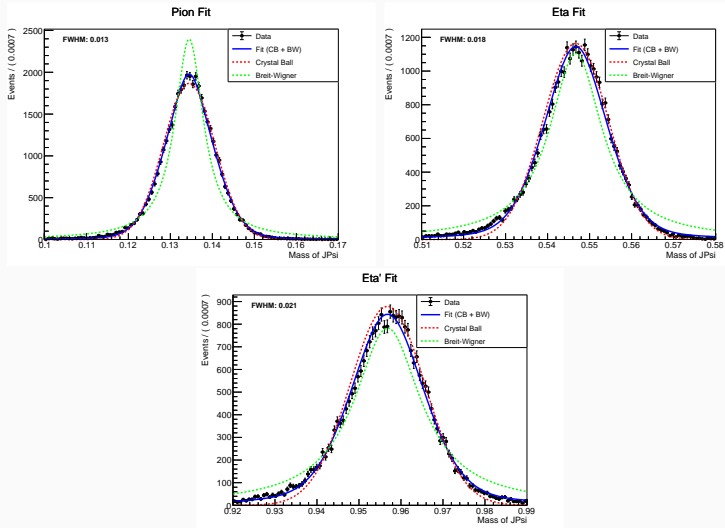 Pion Fit
FWHM: 0.013
Data
Fit (CB + BW)
Crystal Ball
Breit-Wigner
Events / ( 0.0007 )
2500
2000
1500
1000
500
0
0.1 0.11 0.12 0.13 0.14 0.15 0.16 0.17
Mass of JPsi
Eta Fit
FWHM: 0.018
Data
Fit (CB + BW)
Crystal Ball
Breit-Wigner
Events / ( 0.0007 )
1200
1000
800
600
400
200
0
0.51 0.52 0.53 0.54 0.55 0.56 0.57 0.58
Mass of JPsi
Eta' Fit
FWHM: 0.021
Data
Fit (CB + BW)
Crystal Ball
Breit-Wigner
Events / ( 0.0007 )
900
800
700
600
500
400
300
200
100
0
0.92 0.93 0.94 0.95 0.96 0.97 0.98 0.99
Mass of JPsi